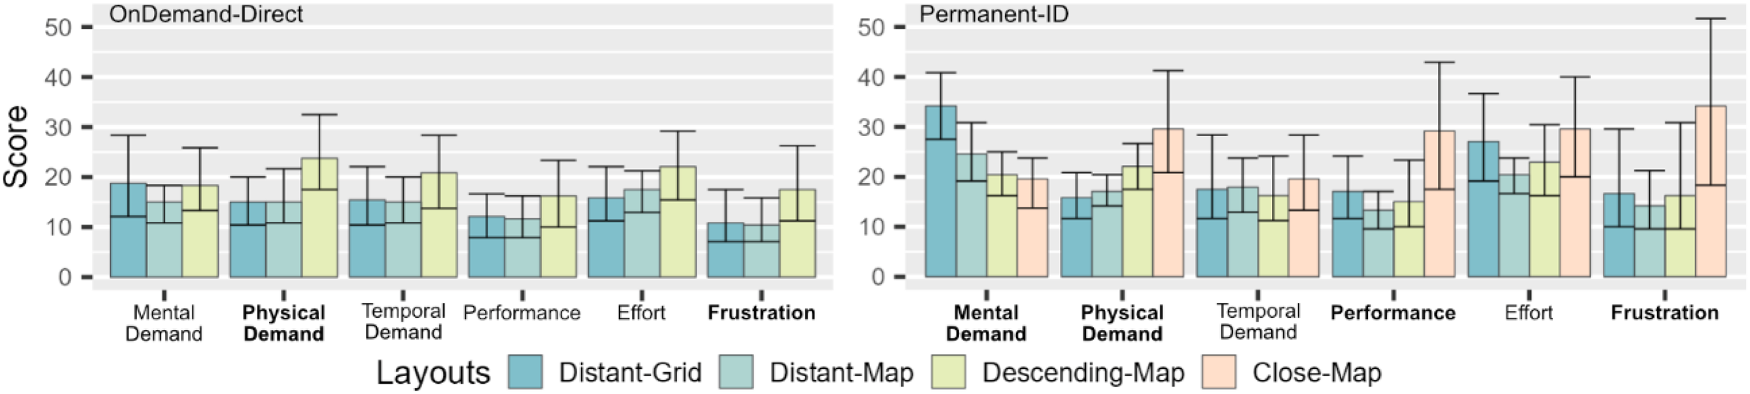 OnDemand-Direct
Permanent-ID
Score
50
40
30
20
10
0
50
40
30
20
10
0
Mental
Demand
Physical
Demand
Temporal
Demand
Performance
Effort
Frustration
Mental
Demand
Physical
Demand
Temporal
Demand
Performance
Effort
Frustration
Layouts Distant-Grid Distant-Map Descending-Map Close-Map